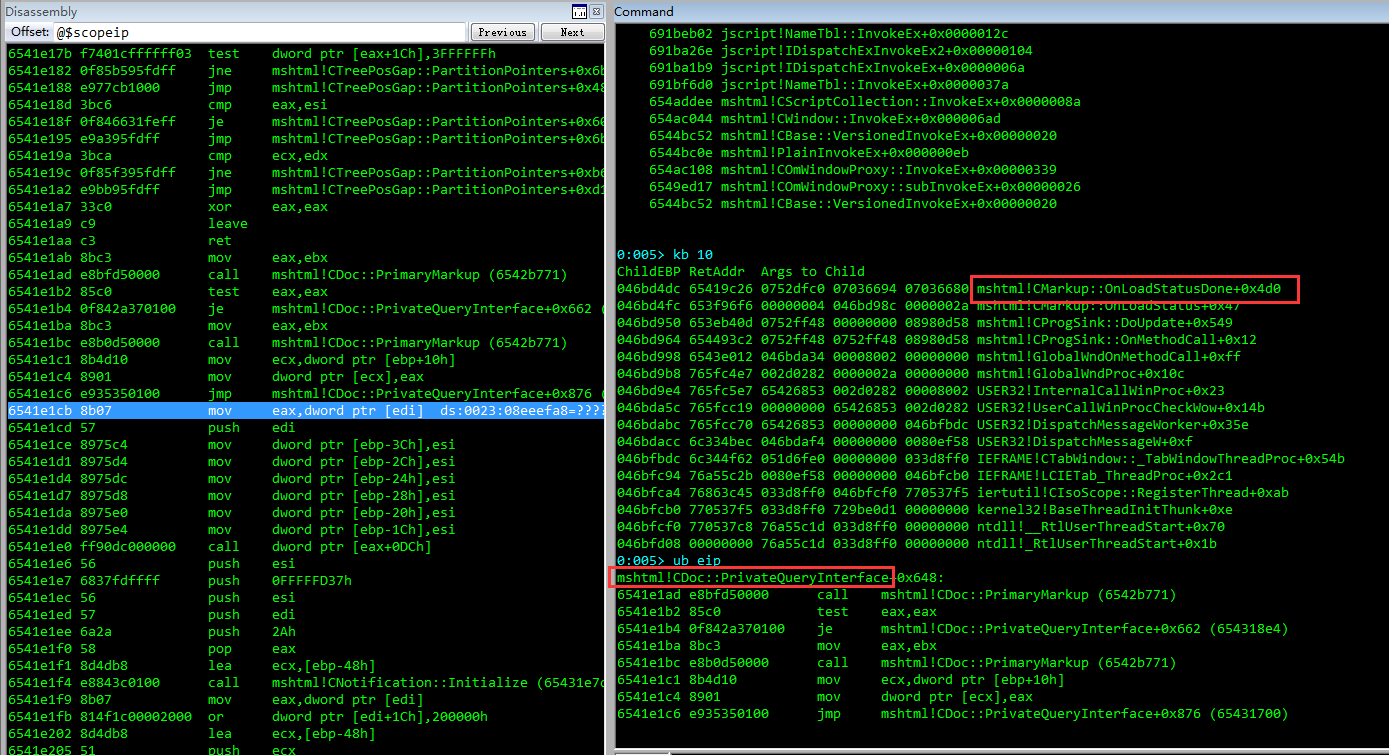 Disassembly
Offset: @$scopeip
Previous
Next
6541e17b f7401cffffff03 test dword ptr [eax+1Ch],3FFFFFFh
6541e182 0f85b595fdff jne mshtml!CTreePosGap::PartitionPointers+0x6b
6541e188 e977cb1000 jmp mshtml!CTreePosGap::PartitionPointers+0x48
6541e18d 3bc6 cmp eax,esi
6541e18f 0f846631feff je mshtml!CTreePosGap::PartitionPointers+0x60
6541e195 e9a395fdff jmp mshtml!CTreePosGap::PartitionPointers+0x6b
6541e19a 3bca cmp ecx,edx
6541e19c 0f85f395fdff jne mshtml!CTreePosGap::PartitionPointers+0xb6
6541e1a2 e9bb95fdff jmp mshtml!CTreePosGap::PartitionPointers+0xd1
6541e1a7 33c0 xor eax,eax
6541e1a9 c9 leave
6541e1aa c3 ret
6541e1ab 8bc3 mov eax,ebx
6541e1ad e8bfd50000 call mshtml!CDoc::PrimaryMarkup (6542b771)
6541e1b2 85c0 test eax,eax
6541e1b4 0f842a370100 je mshtml!CDoc::PrivateQueryInterface+0x662 (
6541e1ba 8bc3 mov eax,ebx
6541e1bc e8b0d50000 call mshtml!CDoc::PrimaryMarkup (6542b771)
6541e1c1 8b4d10 mov ecx,dword ptr [ebp+10h]
6541e1c4 8901 mov dword ptr [ecx],eax
6541e1c6 e935350100 jmp mshtml!CDoc::PrivateQueryInterface+0x876 (
6541e1cb 8b07 mov eax,dword ptr [edi] ds:0023:08eeefa8=????
6541e1cd 57 push edi
6541e1ce 8975c4 mov dword ptr [ebp-3Ch],esi
6541e1d1 8975d4 mov dword ptr [ebp-2Ch],esi
6541e1d4 8975dc mov dword ptr [ebp-24h],esi
6541e1d7 8975d8 mov dword ptr [ebp-28h],esi
6541e1da 8975e0 mov dword ptr [ebp-20h],esi
6541e1dd 8975e4 mov dword ptr [ebp-1Ch],esi
6541e1e0 ff90dc000000 call dword ptr [eax+0DCh]
6541e1e6 56 push esi
6541e1e7 6837fdffff push 0FFFFFD37h
6541e1ec 56 push esi
6541e1ed 57 push edi
6541e1ee 6a2a push 2Ah
6541e1f0 58 pop eax
6541e1f1 8d4db8 lea ecx,[ebp-48h]
6541e1f4 e8843c0100 call mshtml!CNotification::Initialize (65431e7d
6541e1f9 8b07 mov eax,dword ptr [edi]
6541e1fb 814f1c00002000 or dword ptr [edi+1Ch],200000h
6541e202 8d4db8 lea ecx,[ebp-48h]
6541e205 51 push ecx
Command
691beb02 jscript!NameTbl::InvokeEx+0x0000012c
691ba26e jscript!IDispatchExInvokeEx2+0x00000104
691ba1b9 jscript!IDispatchExInvokeEx+0x0000006a
691bf6d0 jscript!NameTbl::InvokeEx+0x0000037a
654addee mshtml!CScriptCollection::InvokeEx+0x0000008a
654ac044 mshtml!CWindow::InvokeEx+0x000006ad
6544bc52 mshtml!CBase::VersionedInvokeEx+0x00000020
6544bc0e mshtml!PlainInvokeEx+0x000000eb
654ac108 mshtml!COmWindowProxy::InvokeEx+0x00000339
6549ed17 mshtml!COmWindowProxy::subInvokeEx+0x00000026
6544bc52 mshtml!CBase::VersionedInvokeEx+0x00000020
0:005> kb 10
ChildEBP RetAddr Args to Child
046bd4dc 65419c26 0752dfc0 07036694 07036680 mshtml!CMarkup::OnLoadStatusDone+0x4d0
046bd4fc 653f96f6 00000004 046bd98c 0000002a mshtml!CMarkup::OnLoadStatus+0x47
046bd950 653eb40d 0752ff48 00000000 08980d58 mshtml!CProgSink::DoUpdate+0x549
046bd964 654493c2 0752ff48 0752ff48 08980d58 mshtml!CProgSink::OnMethodCall+0x12
046bd998 6543e012 046bda34 00008002 00000000 mshtml!GlobalWndOnMethodCall+0xff
046bd9b8 765fc4e7 002d0282 0000002a 00000000 mshtml!GlobalWndProc+0x10c
046bd9e4 765fc5e7 65426853 002d0282 00008002 USER32!InternalCallWinProc+0x23
046bda5c 765fcc19 00000000 65426853 002d0282 USER32!UserCallWinProcCheckWow+0x14b
046bdabc 765fcc70 65426853 00000000 046bfbdc USER32!DispatchMessageWorker+0x35e
046bdacc 6c334bec 046bdaf4 00000000 0080ef58 USER32!DispatchMessageW+0xf
046bfbdc 6c344f62 051d6fe0 00000000 033d8ff0 IEFRAME!CTabWindow::_TabWindowThreadProc+0x54b
046bfc94 76a55c2b 0080ef58 00000000 046bfcb0 IEFRAME!LCIETab_ThreadProc+0x2c1
046bfca4 76863c45 033d8ff0 046bfcf0 770537f5 iertutil!CIsoScope::RegisterThread+0xab
046bfcb0 770537f5 033d8ff0 729be0d1 00000000 kernel32!BaseThreadInitThunk+0xe
046bfcf0 770537c8 76a55c1d 033d8ff0 00000000 ntdll!__RtlUserThreadStart+0x70
046bfd08 00000000 76a55c1d 033d8ff0 00000000 ntdll!_RtlUserThreadStart+0x1b
0:005> ub eip
mshtml!CDoc::PrivateQueryInterface+0x648:
6541e1ad e8bfd50000 call mshtml!CDoc::PrimaryMarkup (6542b771)
6541e1b2 85c0 test eax,eax
6541e1b4 0f842a370100 je mshtml!CDoc::PrivateQueryInterface+0x662 (654318e4)
6541e1ba 8bc3 mov eax,ebx
6541e1bc e8b0d50000 call mshtml!CDoc::PrimaryMarkup (6542b771)
6541e1c1 8b4d10 mov ecx,dword ptr [ebp+10h]
6541e1c4 8901 mov dword ptr [ecx],eax
6541e1c6 e935350100 jmp mshtml!CDoc::PrivateQueryInterface+0x876 (65431700)